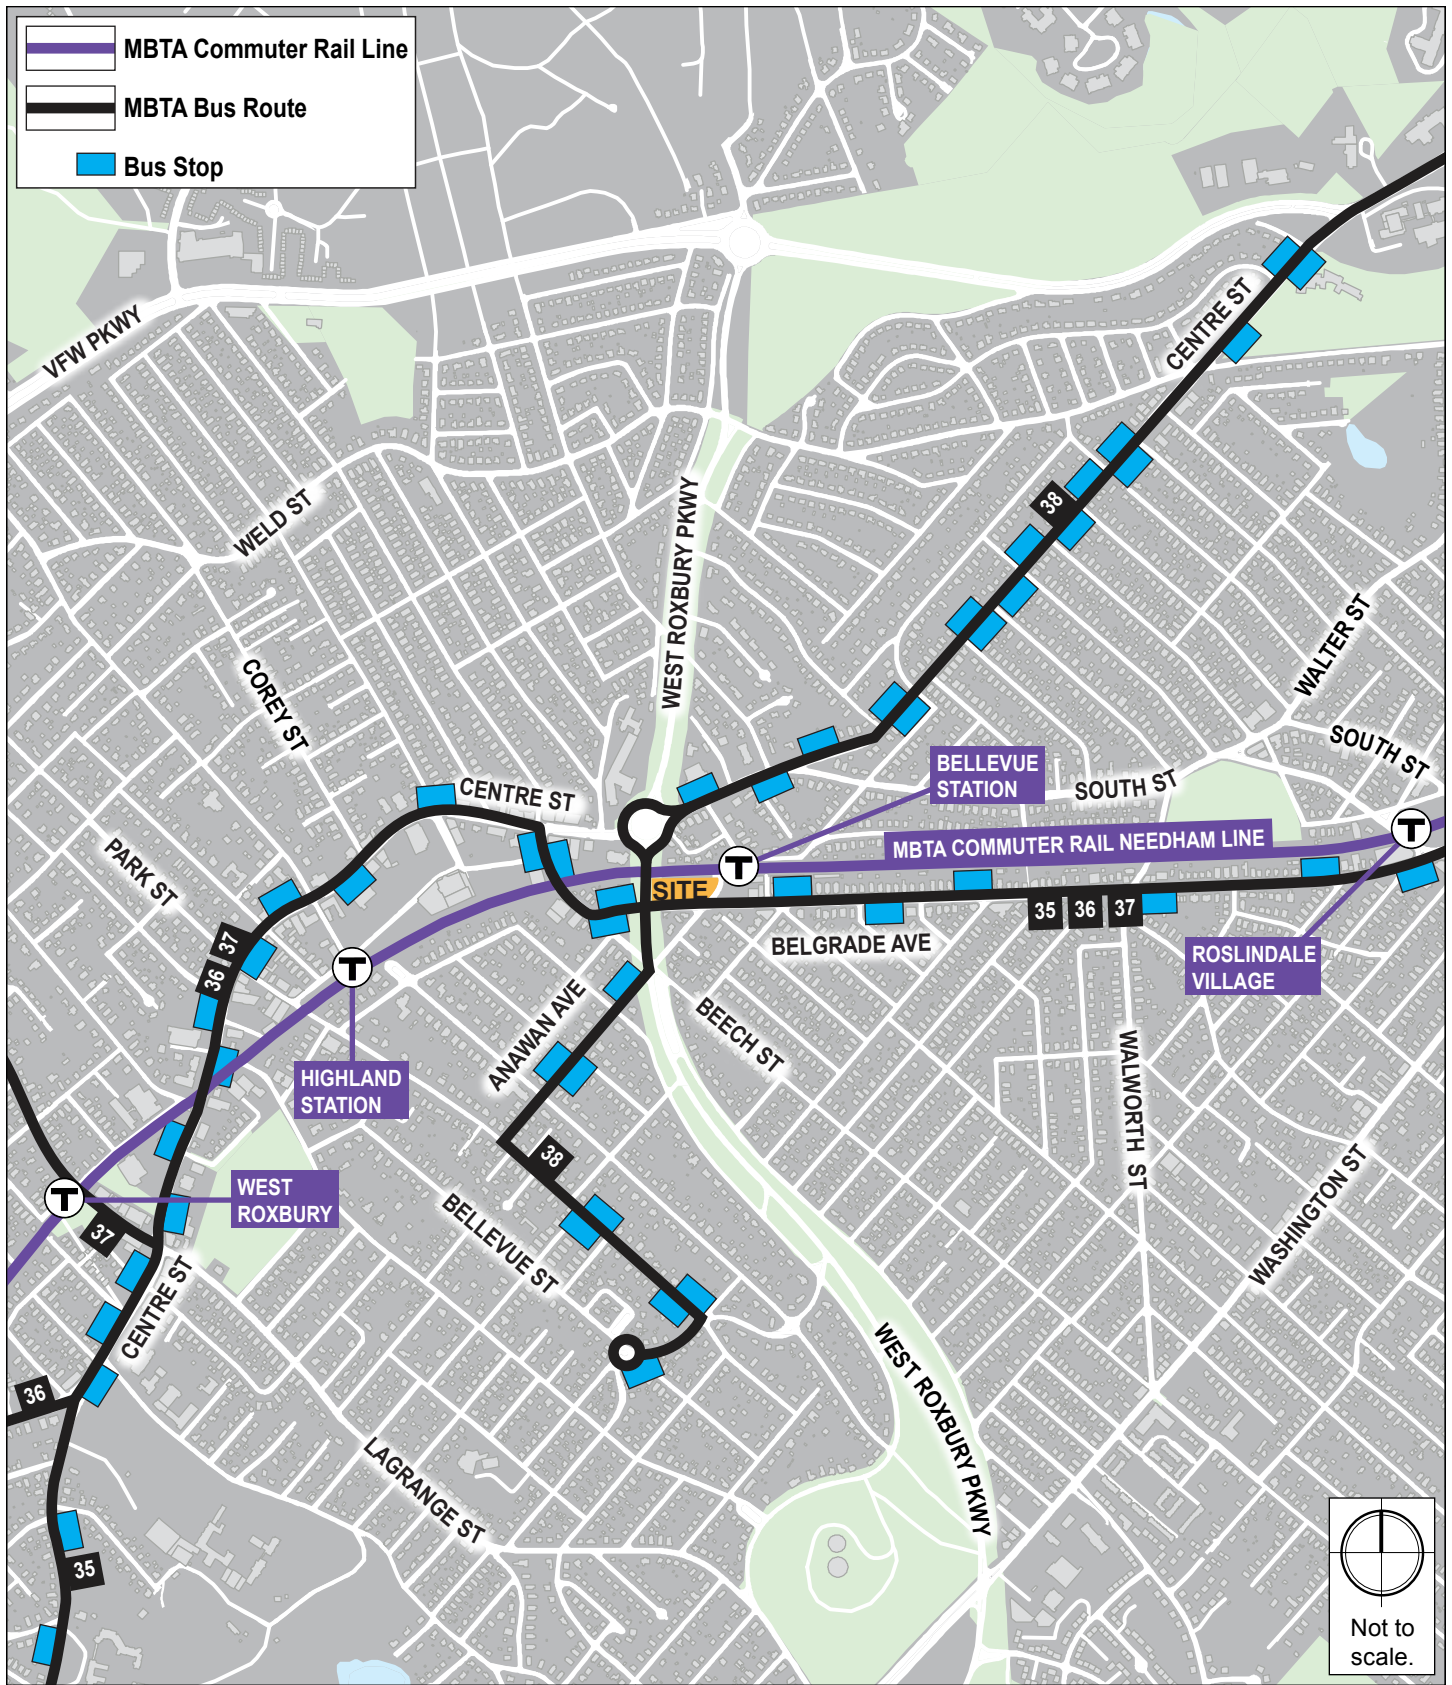 MBTA Commuter Rail Line
MBTA Bus Route
Bus Stop
VFW PKWY
CENTRE ST
WELD ST
WEST ROXBURY PKWY
38
WALTER ST
COREY ST
SOUTH ST
BELLEVUE
STATION
SOUTH ST
CENTRE ST
T
MBTA COMMUTER RAIL NEEDHAM LINE
PARK ST
T
SITE
35
36
37
BELGRADE AVE
ROSLINDALE
VILLAGE
36
37
T
ANAWAN AVE
BEECH ST
HIGHLAND
STATION
WALWORTH ST
38
WASHINGTON ST
T
WEST
ROXBURY
37
BELLEVUE ST
CENTRE ST
WEST ROXBURY PKWY
36
LAGRANGE ST
35
Not to
scale.